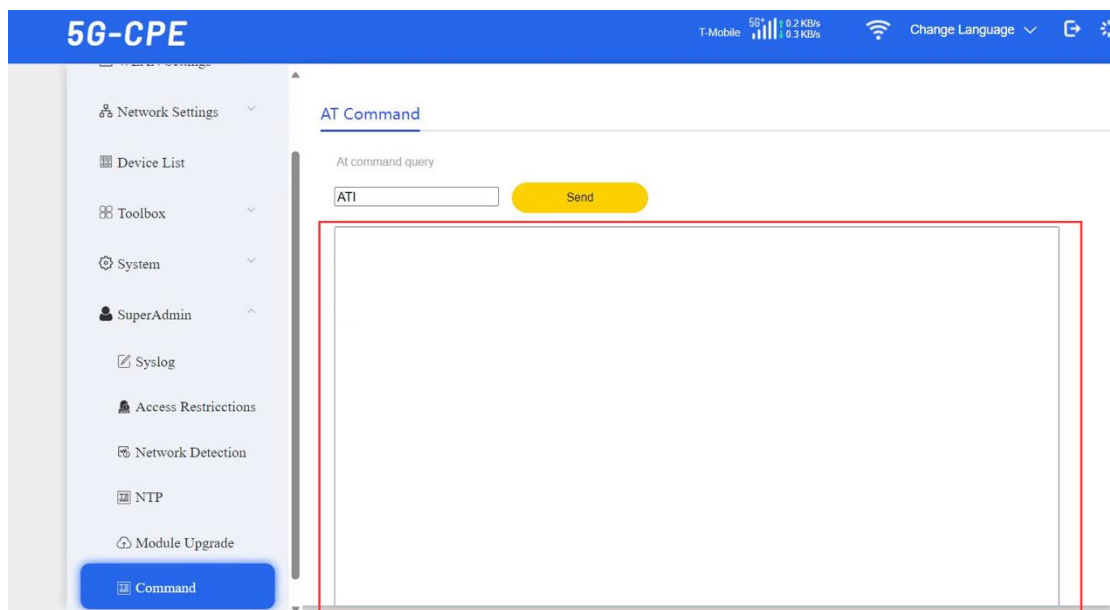 5G-CPE
T-Mobile
5G+
0.2 KB/s
0.3 KB/s
Change Language
Network Settings
Device List
Toolbox
System
SuperAdmin
Syslog
Access Restricctions
Network Detection
NTP
Module Upgrade
Command
AT Command
At command query
ATI
Send